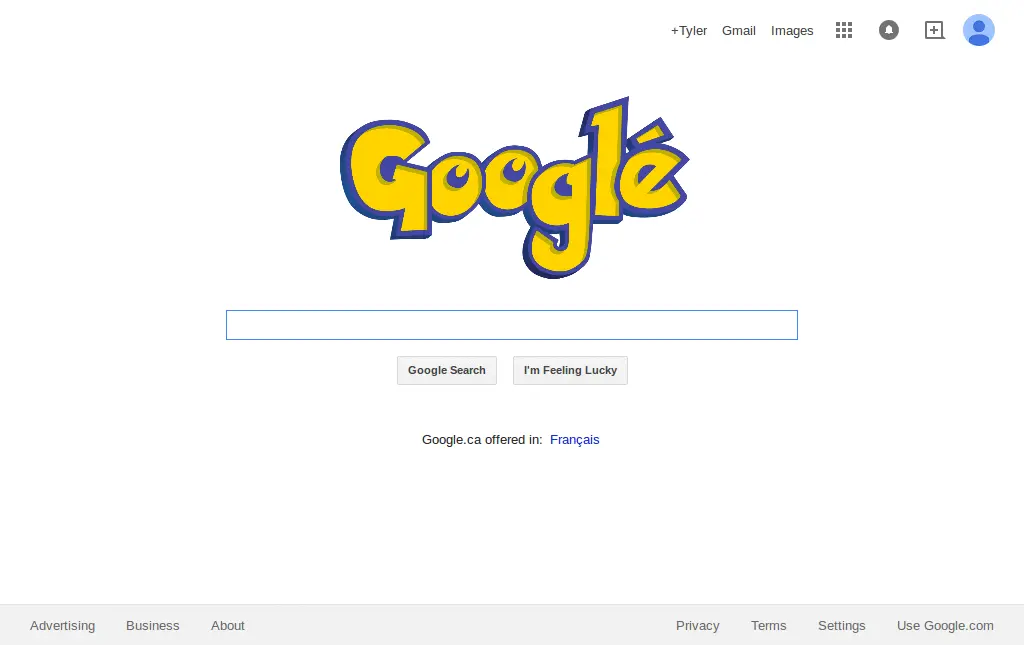 +Tyler Gmail Images
Googlé
Google Search I'm Feeling Lucky
Google.ca offered in: Français
Advertising Business About Privacy Terms Settings Use Google.com